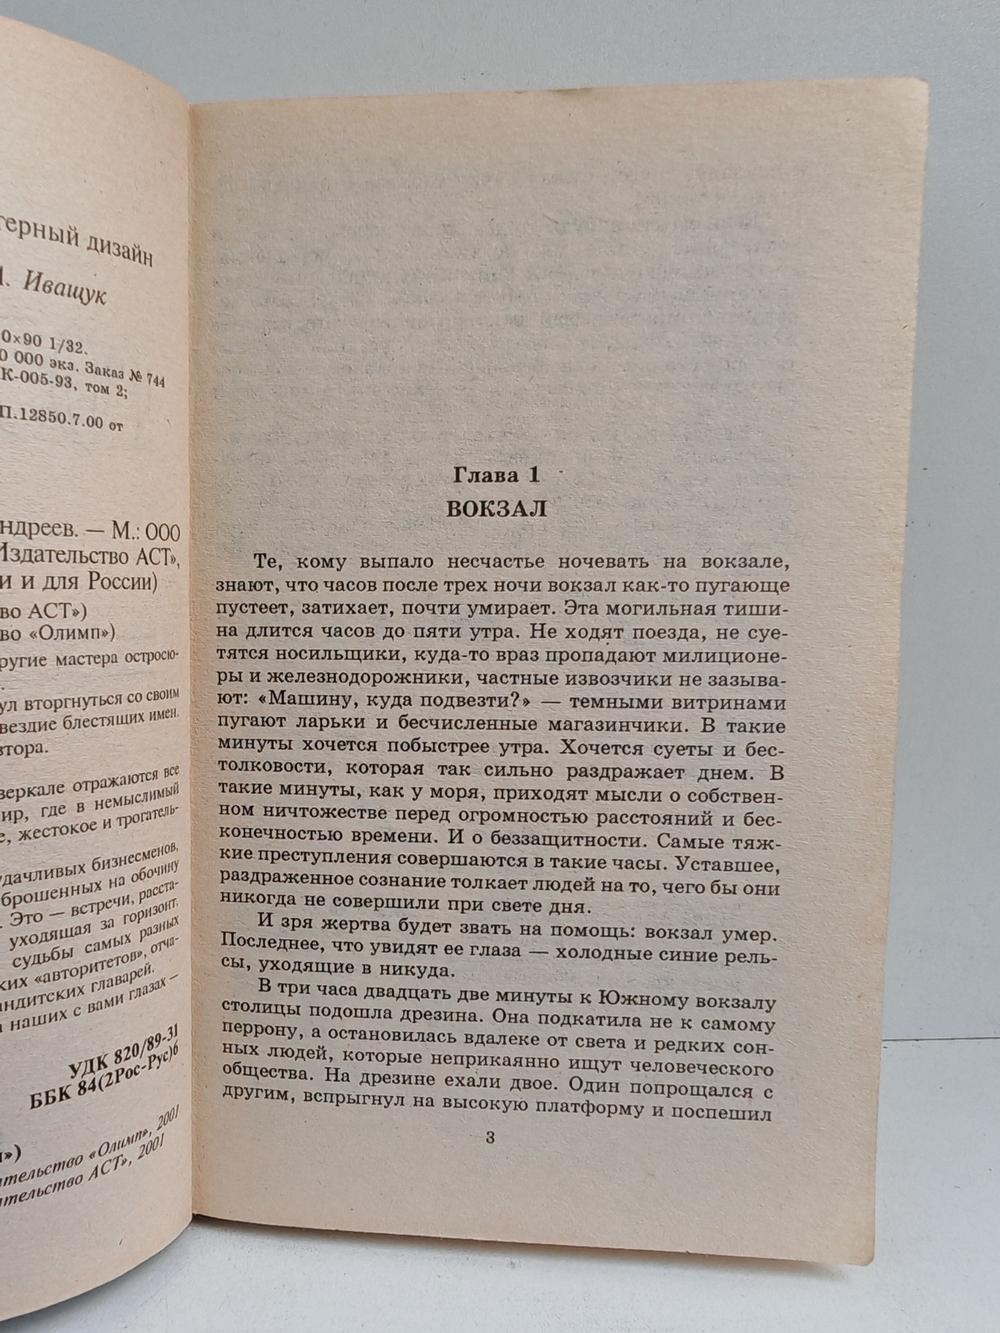 терный дизайн
Иващук
0×90 1/32.
0 000 экз. Заказ № 744
К-005-93, том 2;
П.12850.7.00 от
ндреев. — М.: ООО
Издательство АСТ»,
и и для России)
во АСТ»)
во «Олимп»)
ругие мастера остросю-
ул вторгнуться со своим
вездие блестящих имен.
втора.
зеркале отражаются все
ир, где в немыслимый
е, жестокое и трогатель-
удачливых бизнесменов,
брошенных на обочину
. Это — встречи, расста-
уходящая за горизонт.
судьбы самых разных
ких «авторитетов», отча-
андитских главарей.
а наших с вами глазах —
УДК 820/89-31
ББК 84(2Рос-Рус)6
»)
ательство «Олимп», 2001
ательство АСТ», 2001
Глава 1
ВОКЗАЛ
Те, кому выпало несчастье ночевать на вокзале,
знают, что часов после трех ночи вокзал как-то пугающе
пустеет, затихает, почти умирает. Эта могильная тиши-
на длится часов до пяти утра. Не ходят поезда, не суе-
тятся носильщики, куда-то враз пропадают милиционе-
ры и железнодорожники, частные извозчики не зазыва-
ют: «Машину, куда подвезти?» — темными витринами
пугают ларьки и бесчисленные магазинчики. В такие
минуты хочется побыстрее утра. Хочется суеты и бес-
толковости, которая так сильно раздражает днем. В
такие минуты, как у моря, приходят мысли о собствен-
ном ничтожестве перед огромностью расстояний и бес-
конечностью времени. И о беззащитности. Самые тяж-
кие преступления совершаются в такие часы. Уставшее,
раздраженное сознание толкает людей на то, чего бы они
никогда не совершили при свете дня.
И зря жертва будет звать на помощь: вокзал умер.
Последнее, что увидят ее глаза — холодные синие рель-
сы, уходящие в никуда.
В три часа двадцать две минуты к Южному вокзалу
столицы подошла дрезина. Она подкатила не к самому
перрону, а остановилась вдалеке от света и редких сон-
ных людей, которые неприкаянно ищут человеческого
общества. На дрезине ехали двое. Один попрощался с
другим, вспрыгнул на высокую платформу и поспешил
3